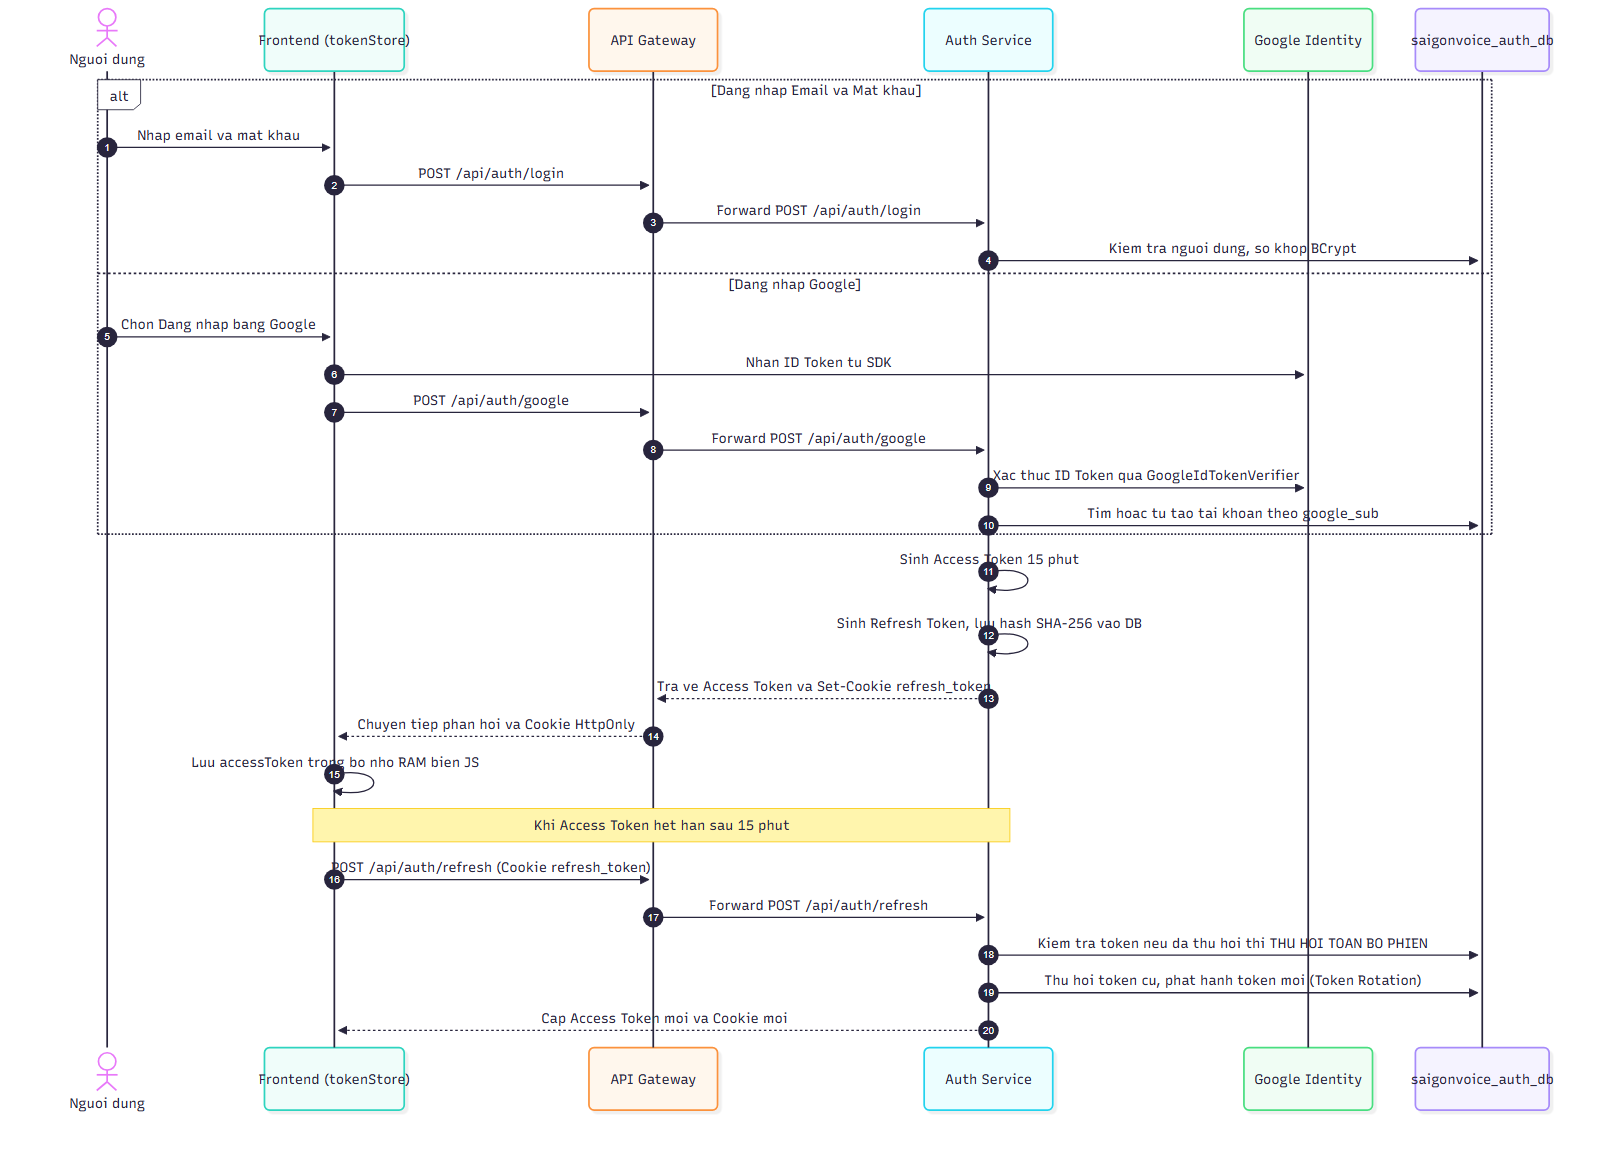 Nguoi dung
Frontend (tokenStore)
API Gateway
Auth Service
Google Identity
saigonvoice_auth_db
alt
[Dang nhap Email va Mat khau]
Nhap email va mat khau
1
POST /api/auth/login
2
Forward POST /api/auth/login
3
Kiem tra nguoi dung, so khop BCrypt
4
[Dang nhap Google]
Chon Dang nhap bang Google
5
Nhan ID Token tu SDK
6
POST /api/auth/google
7
Forward POST /api/auth/google
8
Xac thuc ID Token qua GoogleIdTokenVerifier
9
Tim hoac tu tao tai khoan theo google_sub
10
Sinh Access Token 15 phut
11
Sinh Refresh Token, luu hash SHA-256 vao DB
12
Tra ve Access Token va Set-Cookie refresh_token
13
Chuyen tiep phan hoi va Cookie HttpOnly
14
Luu accessToken trong bo nho RAM bien JS
15
Khi Access Token het han sau 15 phut
POST /api/auth/refresh (Cookie refresh_token)
16
Forward POST /api/auth/refresh
17
Kiem tra token neu da thu hoi thi THU HOI TOAN BO PHIEN
18
Thu hoi token cu, phat hanh token moi (Token Rotation)
19
Cap Access Token moi va Cookie moi
20
Nguoi dung
Frontend (tokenStore)
API Gateway
Auth Service
Google Identity
saigonvoice_auth_db